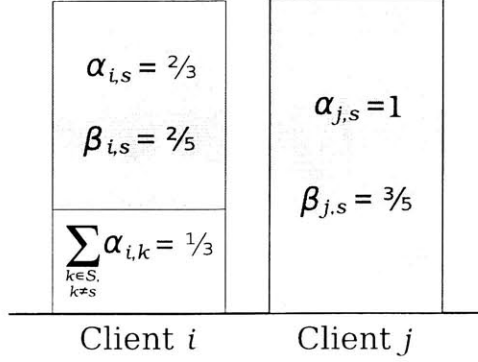 α_{i,s} = 2/3
β_{i,s} = 2/5
∑_{k∈S, k≠s} α_{i,k} = 1/3
α_{j,s} = 1
β_{j,s} = 3/5
Client i
Client j